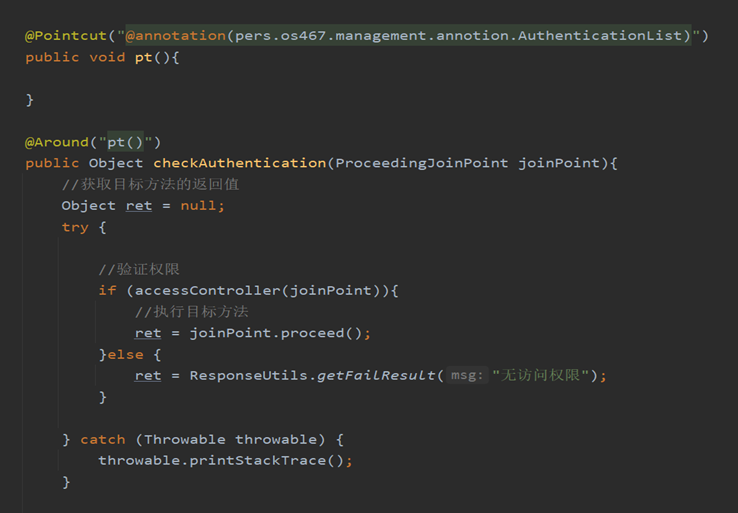 @Pointcut("@annotation(pers.os467.management.annotion.AuthenticationList)")
public void pt(){
}
@Around("pt()")
public Object checkAuthentication(ProceedingJoinPoint joinPoint){
//获取目标方法的返回值
Object ret = null;
try {
//验证权限
if (accessController(joinPoint)){
//执行目标方法
ret = joinPoint.proceed();
}else {
ret = ResponseUtils.getFailResult( msg: "无访问权限");
}
} catch (Throwable throwable) {
throwable.printStackTrace();
}